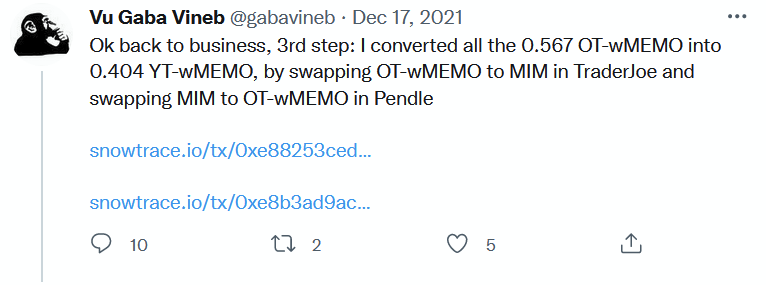 Vu Gaba Vineb @gabavineb · Dec 17, 2021
Ok back to business, 3rd step: I converted all the 0.567 OT-wMEMO into
0.404 YT-wMEMO, by swapping OT-wMEMO to MIM in TraderJoe and
swapping MIM to OT-wMEMO in Pendle
snowtrace.io/tx/0xe88253ced...
snowtrace.io/tx/0xe8b3ad9ac...
10 2 5